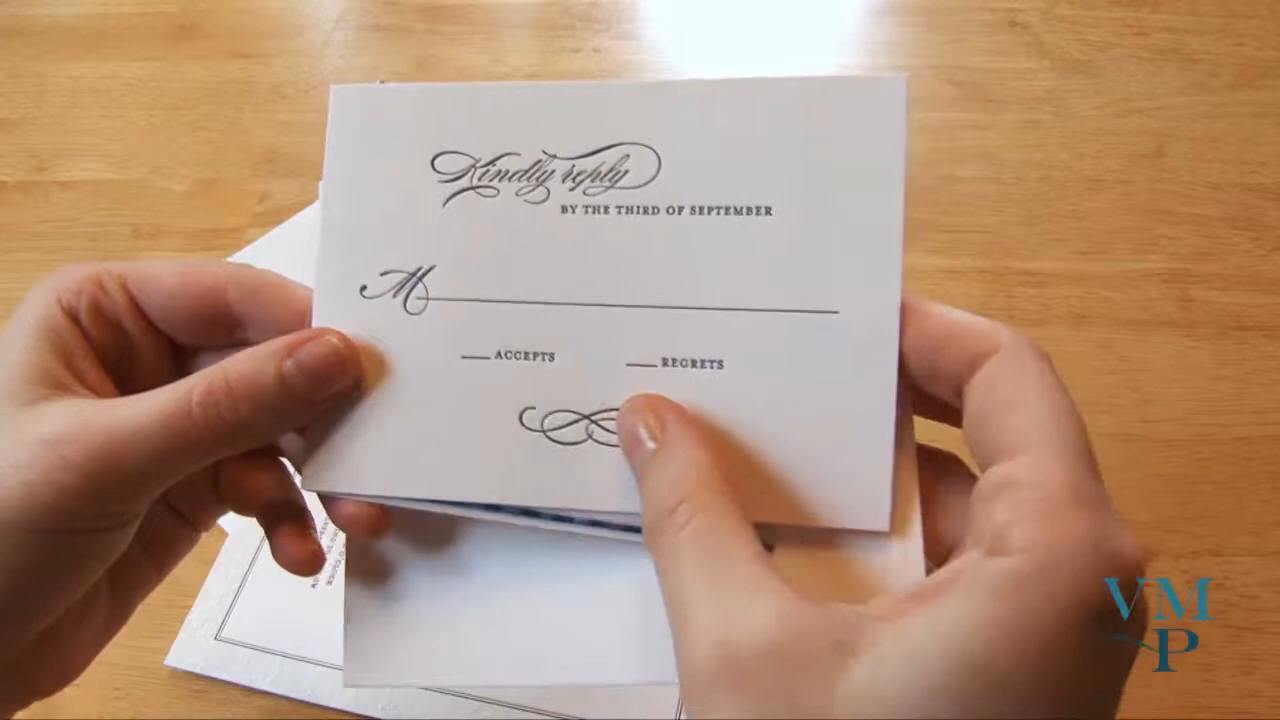 Kindly reply
BY THE THIRD OF SEPTEMBER
M
ACCEPTS REGRETS
VM
P